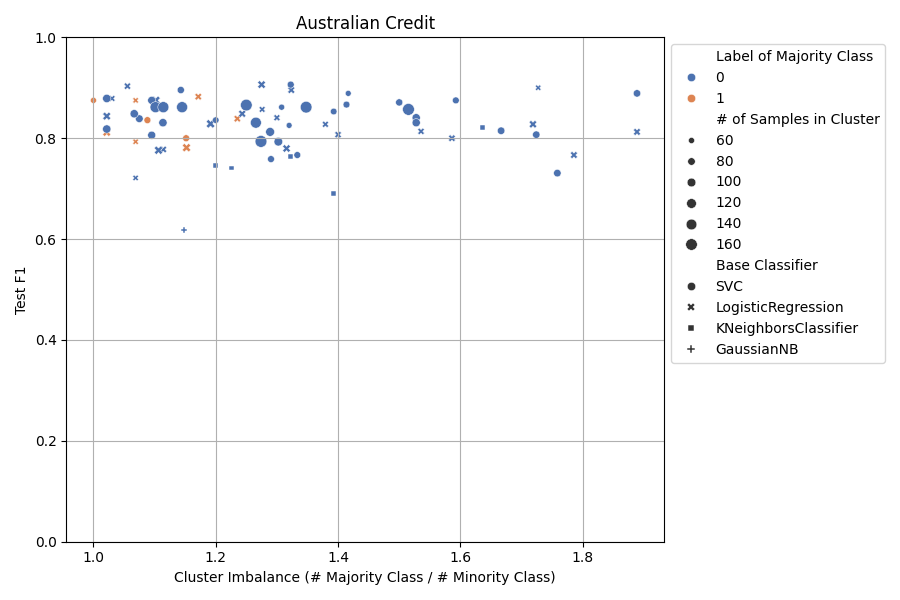 Australian Credit
Test F1
1.0
0.8
0.6
0.4
0.2
0.0
1.0 1.2 1.4 1.6 1.8
Cluster Imbalance (# Majority Class / # Minority Class)
Label of Majority Class
0
1
# of Samples in Cluster
60
80
100
120
140
160
Base Classifier
SVC
LogisticRegression
KNeighborsClassifier
GaussianNB